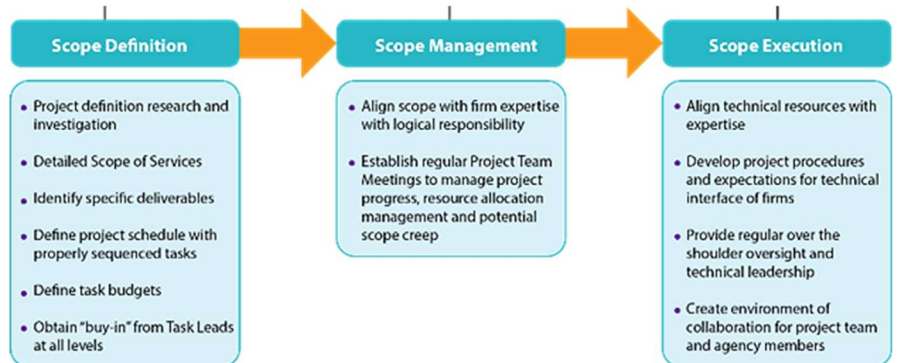 Scope Definition
Scope Management
Scope Execution
• Project definition research and
investigation
• Detailed Scope of Services
• Identify specific deliverables
• Define project schedule with
properly sequenced tasks
• Define task budgets
• Obtain "buy-in" from Task Leads
at all levels
• Align scope with firm expertise
with logical responsibility
• Establish regular Project Team
Meetings to manage project
progress, resource allocation
management and potential
scope creep
• Align technical resources with
expertise
• Develop project procedures
and expectations for technical
interface of firms
• Provide regular over the
shoulder oversight and
technical leadership
• Create environment of
collaboration for project team
and agency members